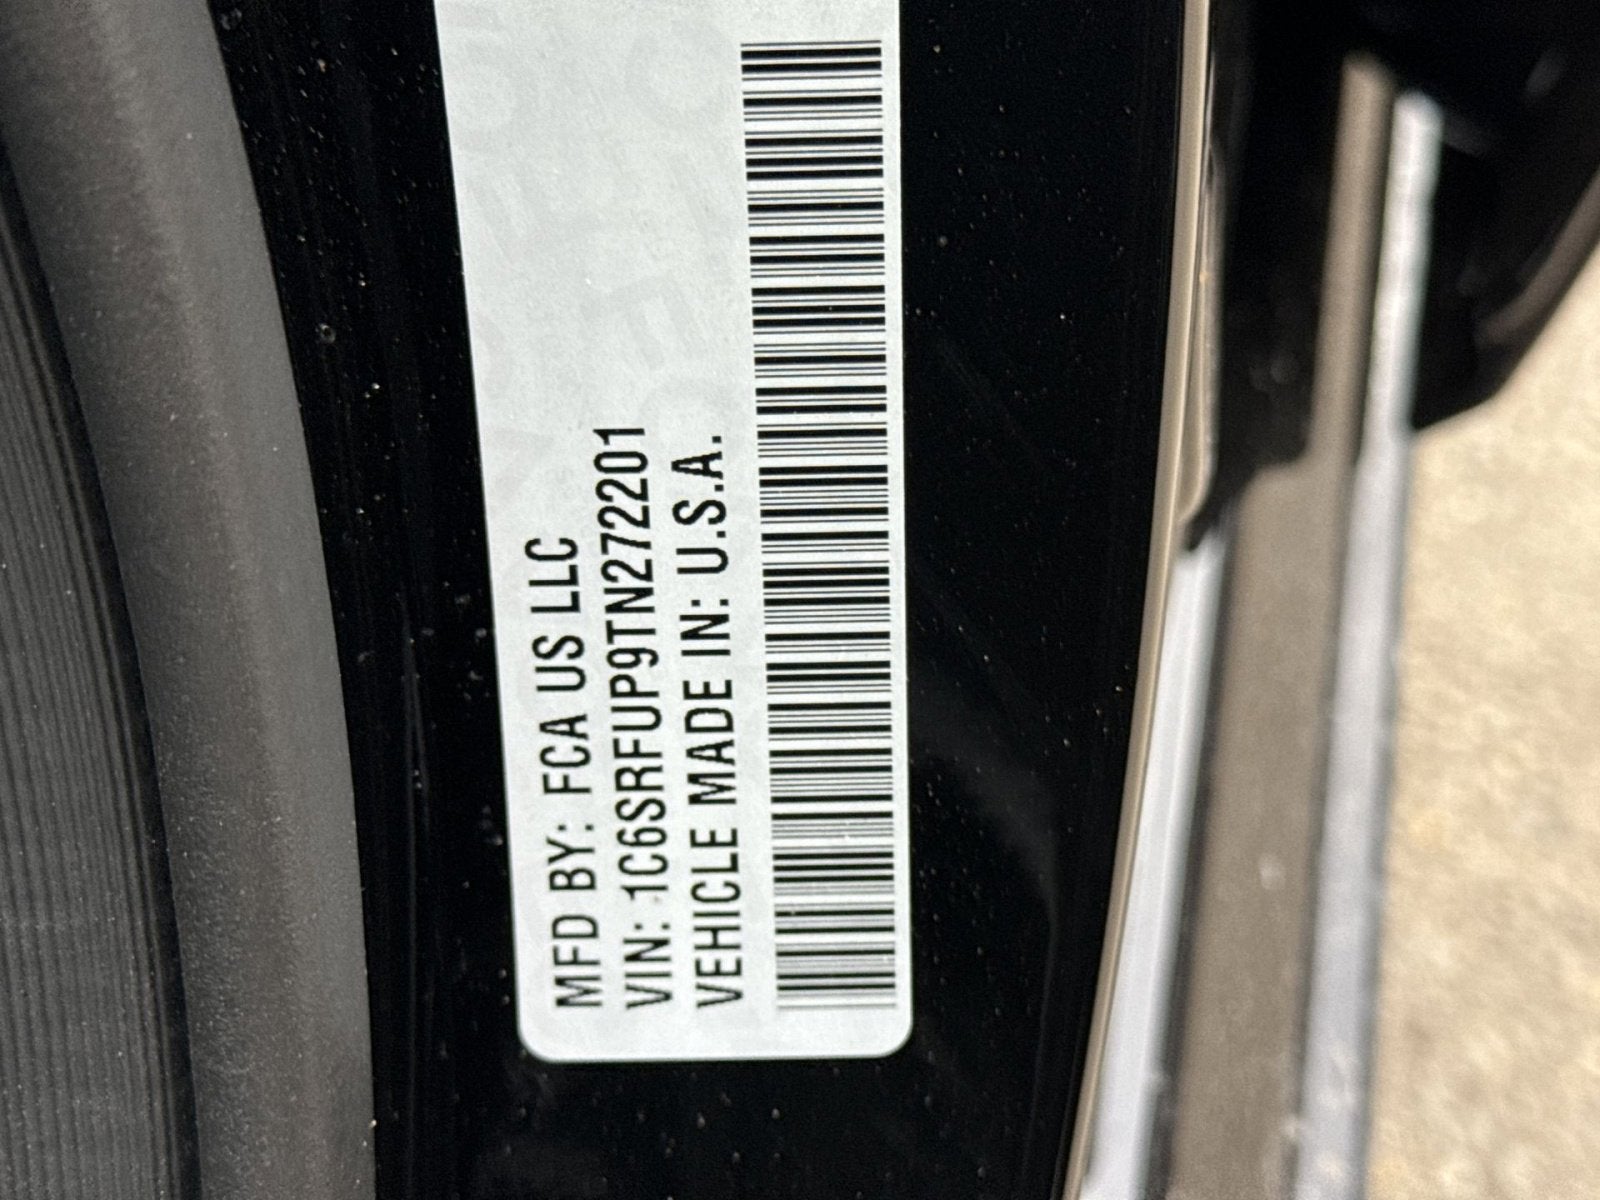 MFD BY: FCA US LLC
VIN: 1C6SRFUP9TN272201
VEHICLE MADE IN: U.S.A.